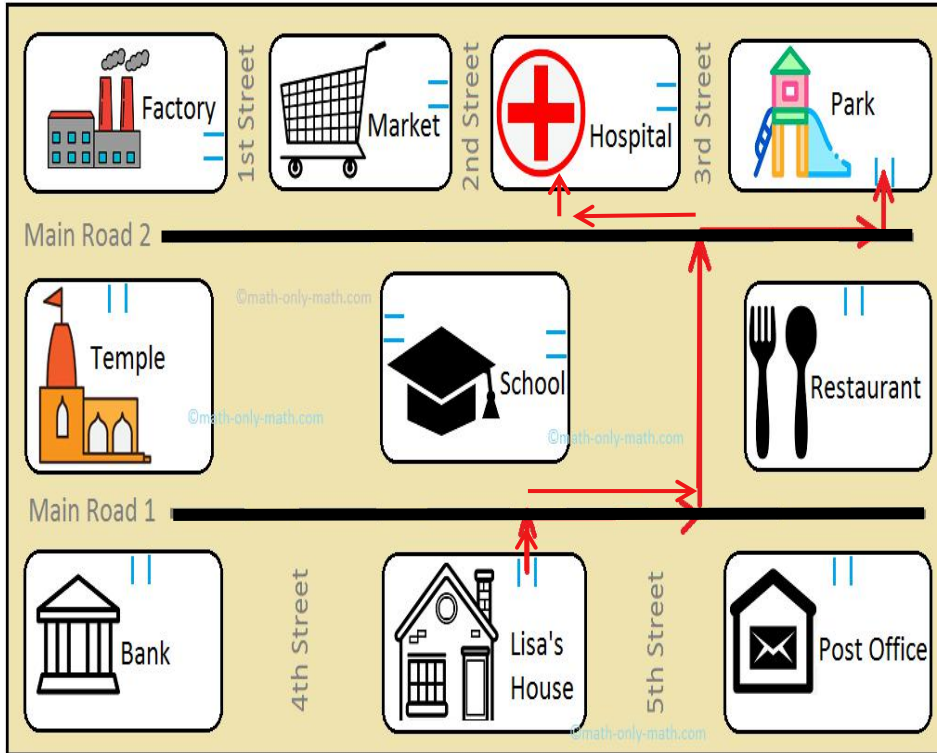 Factory
1st Street
Market
2nd Street
Hospital
3rd Street
Park
Main Road 2
©math-only-math.com
Temple
©math-only-math.com
School
©math-only-math.com
Restaurant
Main Road 1
Bank
4th Street
Lisa's
House
5th Street
Post Office
©math-only-math.com